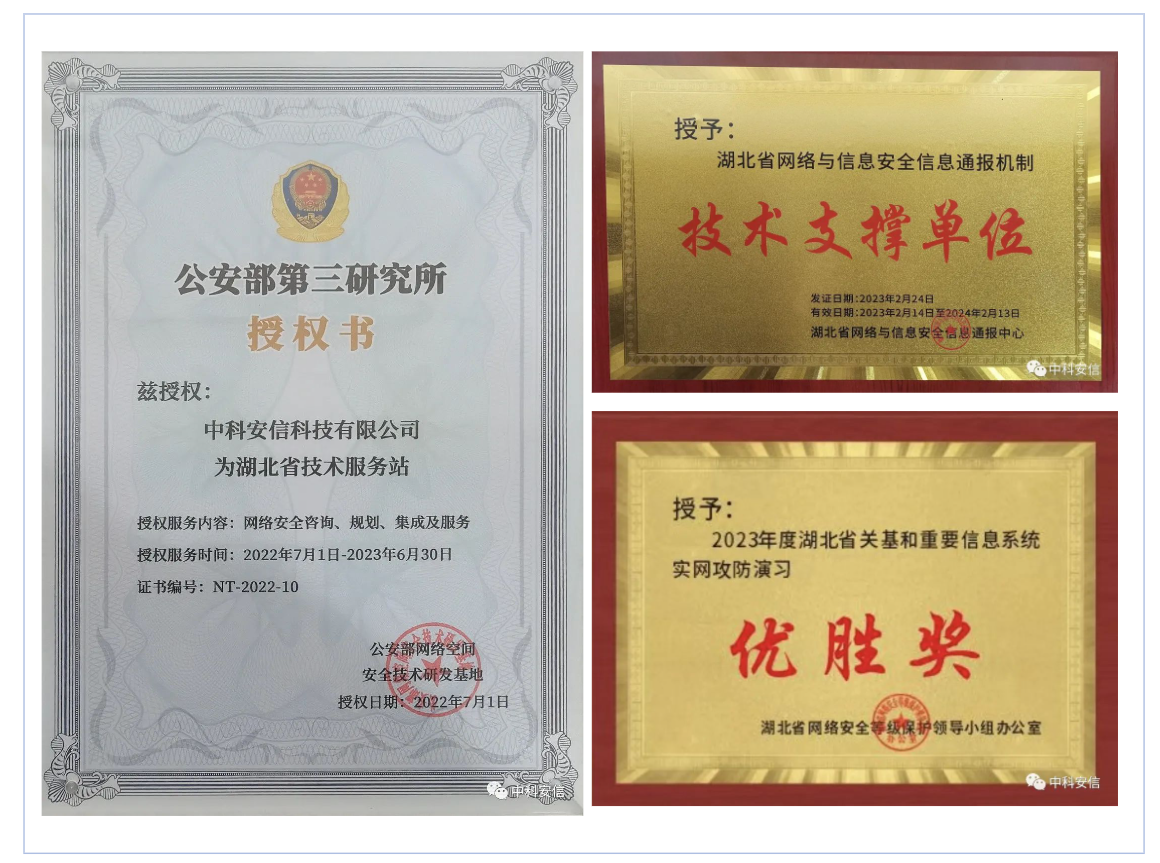 公安部第三研究所
授权书
兹授权：
中科安信科技有限公司
为湖北省技术服务站
授权服务内容：网络安全咨询、规划、集成及服务
授权服务时间：2022年7月1日-2023年6月30日
证书编号：NT-2022-10
公安部网络空间
安全技术研发基地
授权日期：2022年7月1日
中科安信
授予：
湖北省网络与信息安全信息通报机制
技术支撑单位
发证日期：2023年2月24日
有效日期：2023年2月14日至2024年2月13日
湖北省网络与信息安全信息通报中心
中科安信
授予：
2023年度湖北省关基和重要信息系统
实网攻防演习
优胜奖
湖北省网络安全等级保护领导小组办公室
中科安信